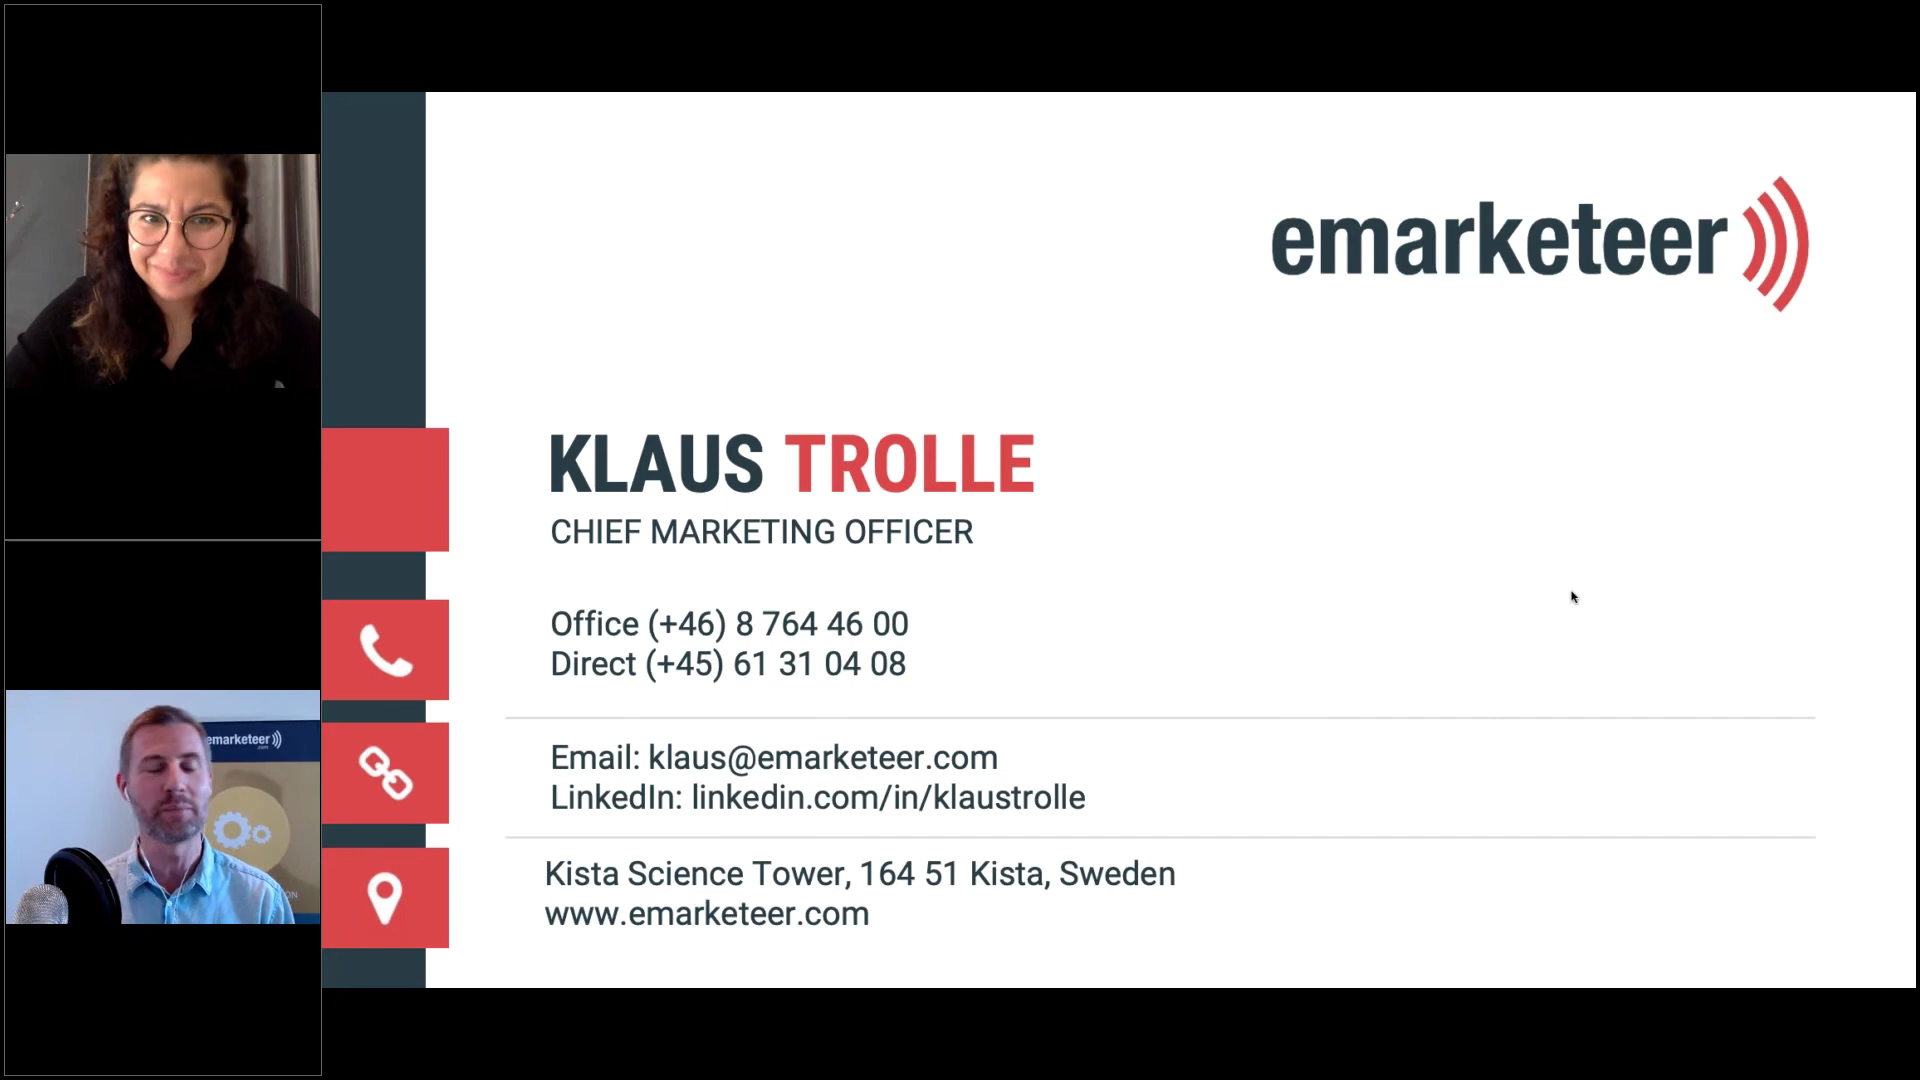 emarketeer
KLAUS TROLLE
CHIEF MARKETING OFFICER
Office (+46) 8 764 46 00
Direct (+45) 61 31 04 08
Email: klaus@emarketeer.com
LinkedIn: linkedin.com/in/klaustrolle
Kista Science Tower, 164 51 Kista, Sweden
www.emarketeer.com
emarketeer
.com
ON